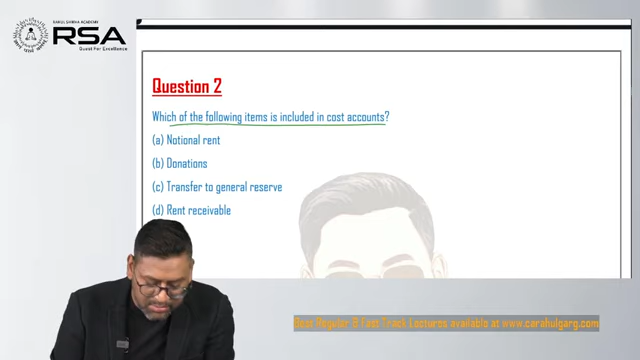 RAHUL SHARMA ACADEMY
RSA
Quest For Excellence
Question 2
Which of the following items is included in cost accounts?
(a) Notional rent
(b) Donations
(c) Transfer to general reserve
(d) Rent receivable
Best Regular & Fast Track Lectures available at www.carahulgarg.com